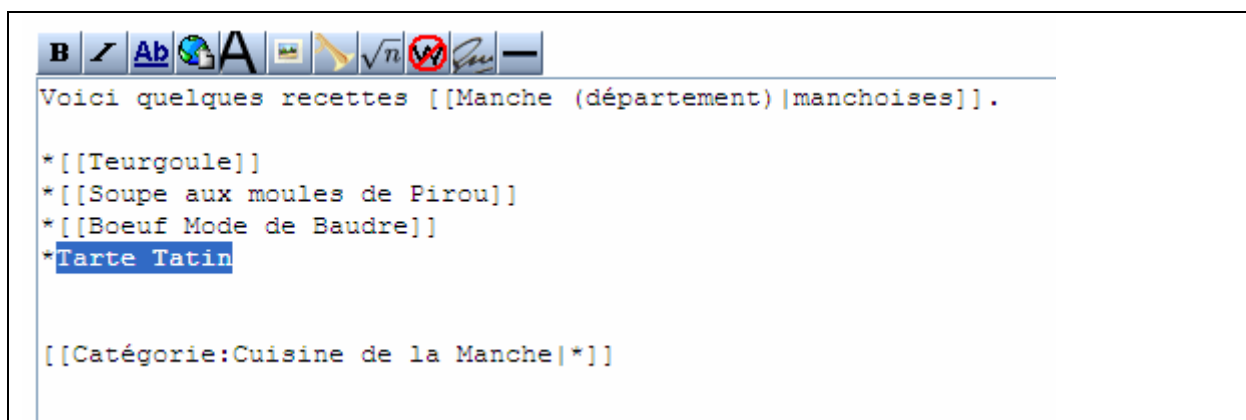 B I Ab A √n W
Voici quelques recettes [[Manche (département)|manchoises]].
*[[Teurgoule]]
*[[Soupe aux moules de Pirou]]
*[[Boeuf Mode de Baudre]]
*Tarte Tatin
[[Catégorie:Cuisine de la Manche|*]]